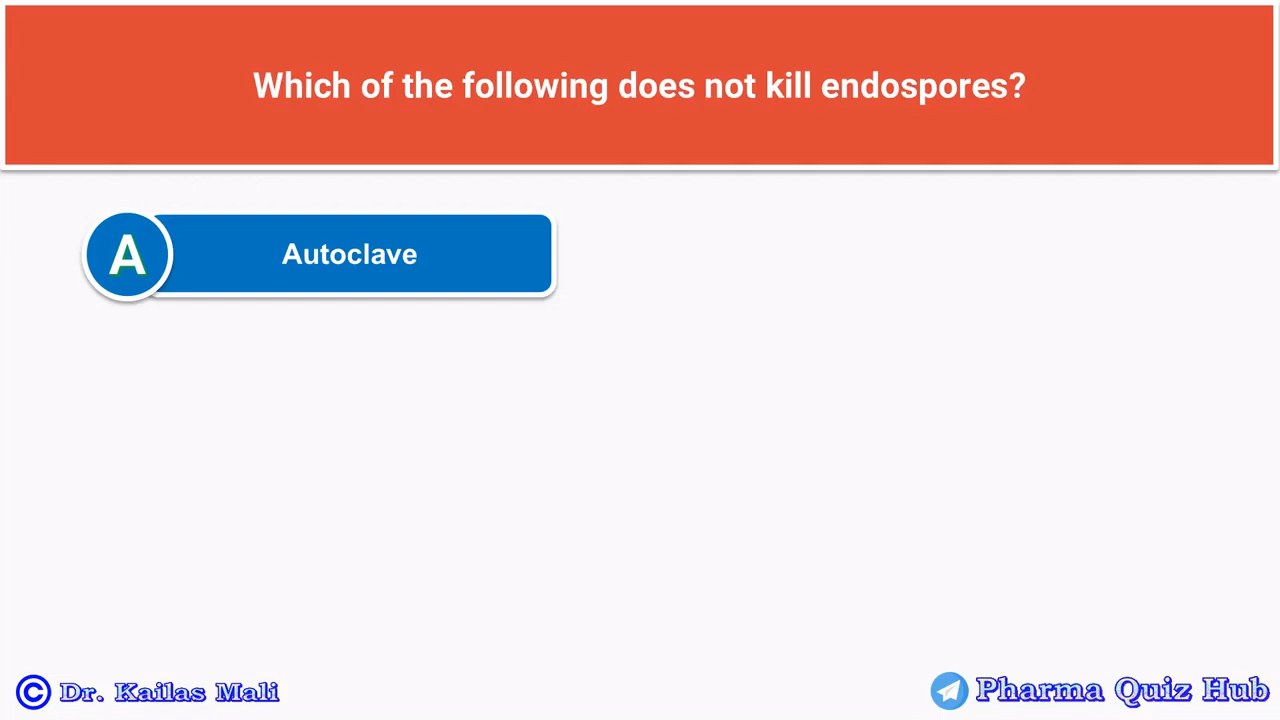 Which of the following does not kill endospores?
A
Autoclave
© Dr. Kailas Mali
Pharma Quiz Hub